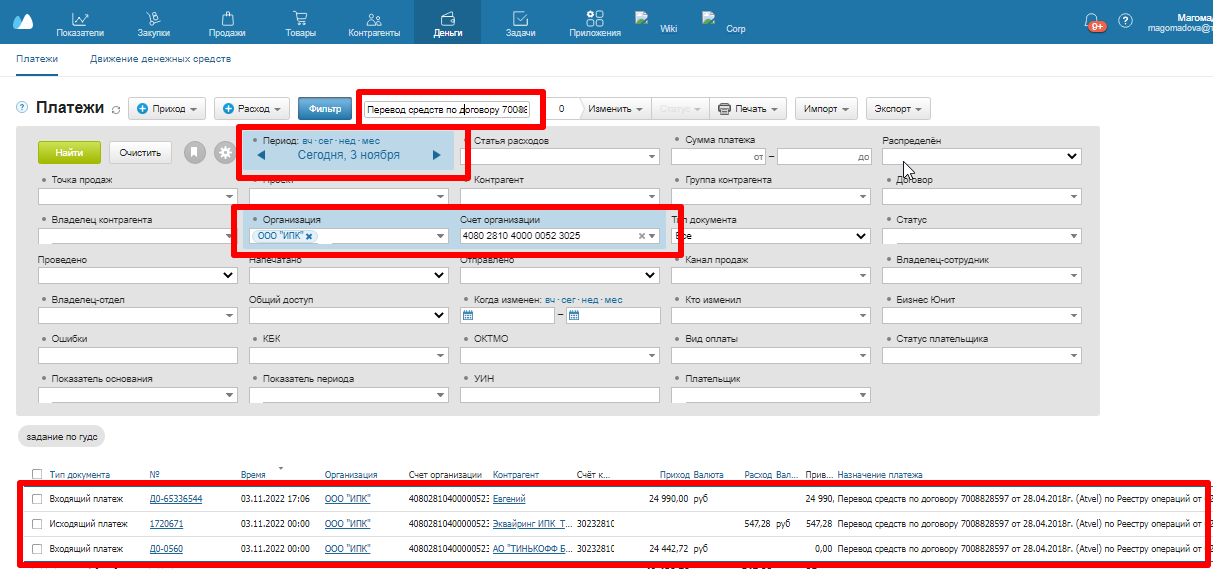 Показатели Закупки Продажи Товары Контрагенты Деньги Задачи Приложения Wiki Corp 9+ ? Магомад
magomadova@
Платежи Движение денежных средств
? Платежи Приход Расход Фильтр Перевод средств по договору 70088 0 Изменить Статус Печать Импорт Экспорт
Найти Очистить
Период: вч·сег·нед·мес Статья расходов Сумма платежа Распределён
Сегодня, 3 ноября от – до
Точка продаж Проект Контрагент Группа контрагента Договор
Владелец контрагента Организация Счет организации Тип документа Статус
ООО "ИПК" × 4080 2810 4000 0052 3025 × Все
Проведено Напечатано Отправлено Канал продаж Владелец-сотрудник
Владелец-отдел Общий доступ Когда изменен: вч·сег·нед·мес Кто изменил Бизнес Юнит
–
Ошибки КБК ОКТМО Вид оплаты Статус плательщика
Показатель основания Показатель периода УИН Плательщик
задание по гудс
Тип документа № Время Организация Счет организации Контрагент Счёт к... Приход Валюта Расход Вал... Прив... Назначение платежа
Входящий платеж Д0-65336544 03.11.2022 17:06 ООО "ИПК"40802810400000523 Евгений 24 990,00 руб 24 990, Перевод средств по договору 7008828597 от 28.04.2018г. (Atvel) по Реестру операций от
Исходящий платеж 1720671 03.11.2022 00:00 ООО "ИПК" 40802810400000523 Эквайринг ИПК_Т... 30232810 547,28 руб 547,28 Перевод средств по договору 7008828597 от 28.04.2018г. (Atvel) по Реестру операций от
Входящий платеж Д0-0560 03.11.2022 00:00 ООО "ИПК" 40802810400000523 АО "ТИНЬКОФФ Б... 30232810 24 442,72 руб 0,00 Перевод средств по договору 7008828597 от 28.04.2018г. (Atvel) по Реестру операций от